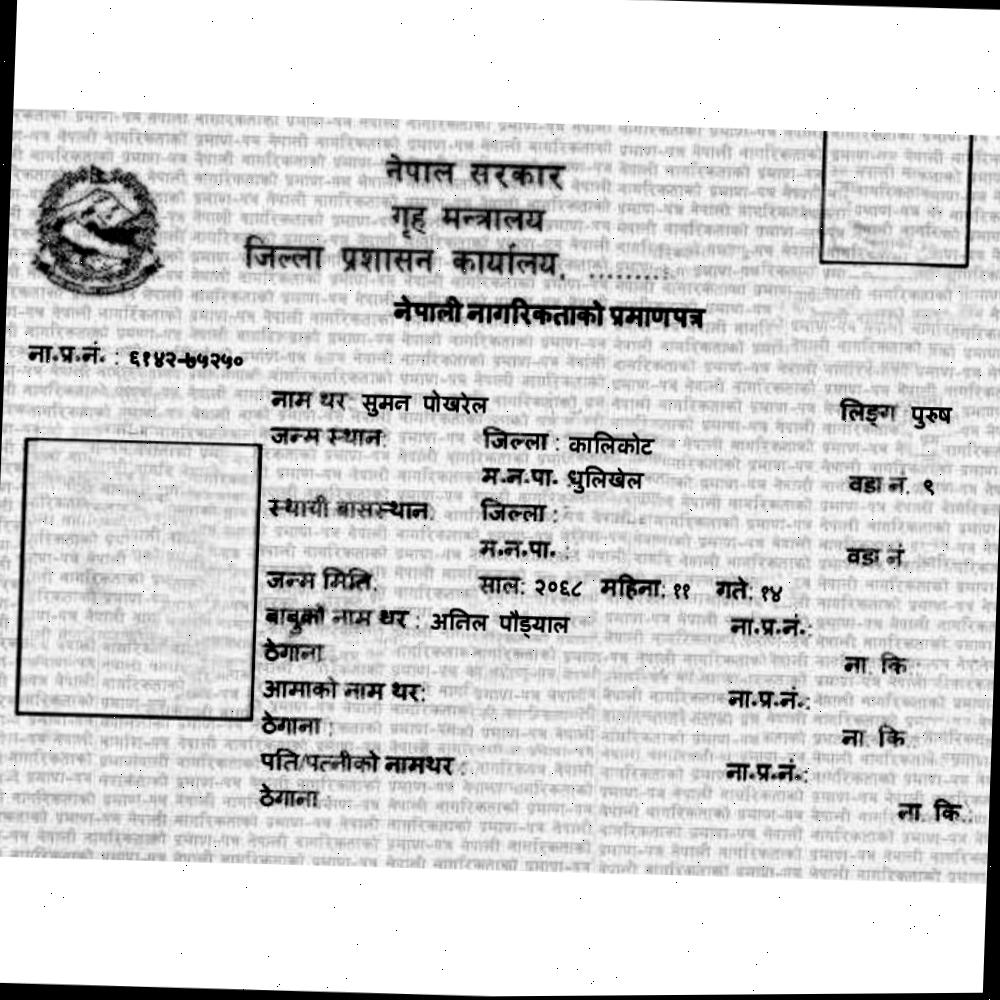 नेपाल सरकार
गृह मन्त्रालय
जिल्ला प्रशासन कार्यालय, ..........
नेपाली नागरिकताको प्रमाणपत्र
ना.प्र.नं. : ६१४२-७५२५०
नाम थर: सुमन पोखरेल लिङ्ग पुरुष
जन्म स्थान: जिल्ला : कालिकोट
म.न.पा. धुलिखेल वडा नं. ९
स्थायी बासस्थान: जिल्ला :
म.न.पा. : वडा नं
जन्म मिति. साल: २०६८ महिना: ११ गते: १४
बाबुको नाम थर : अनिल पौड्याल ना.प्र.नं.:
ठेगाना ना. कि.:
आमाको नाम थर: ना.प्र.नं.:
ठेगाना : ना. कि
पति/पत्नीको नामथर : ना.प्र.नं.:
ठेगाना : ना. कि.: